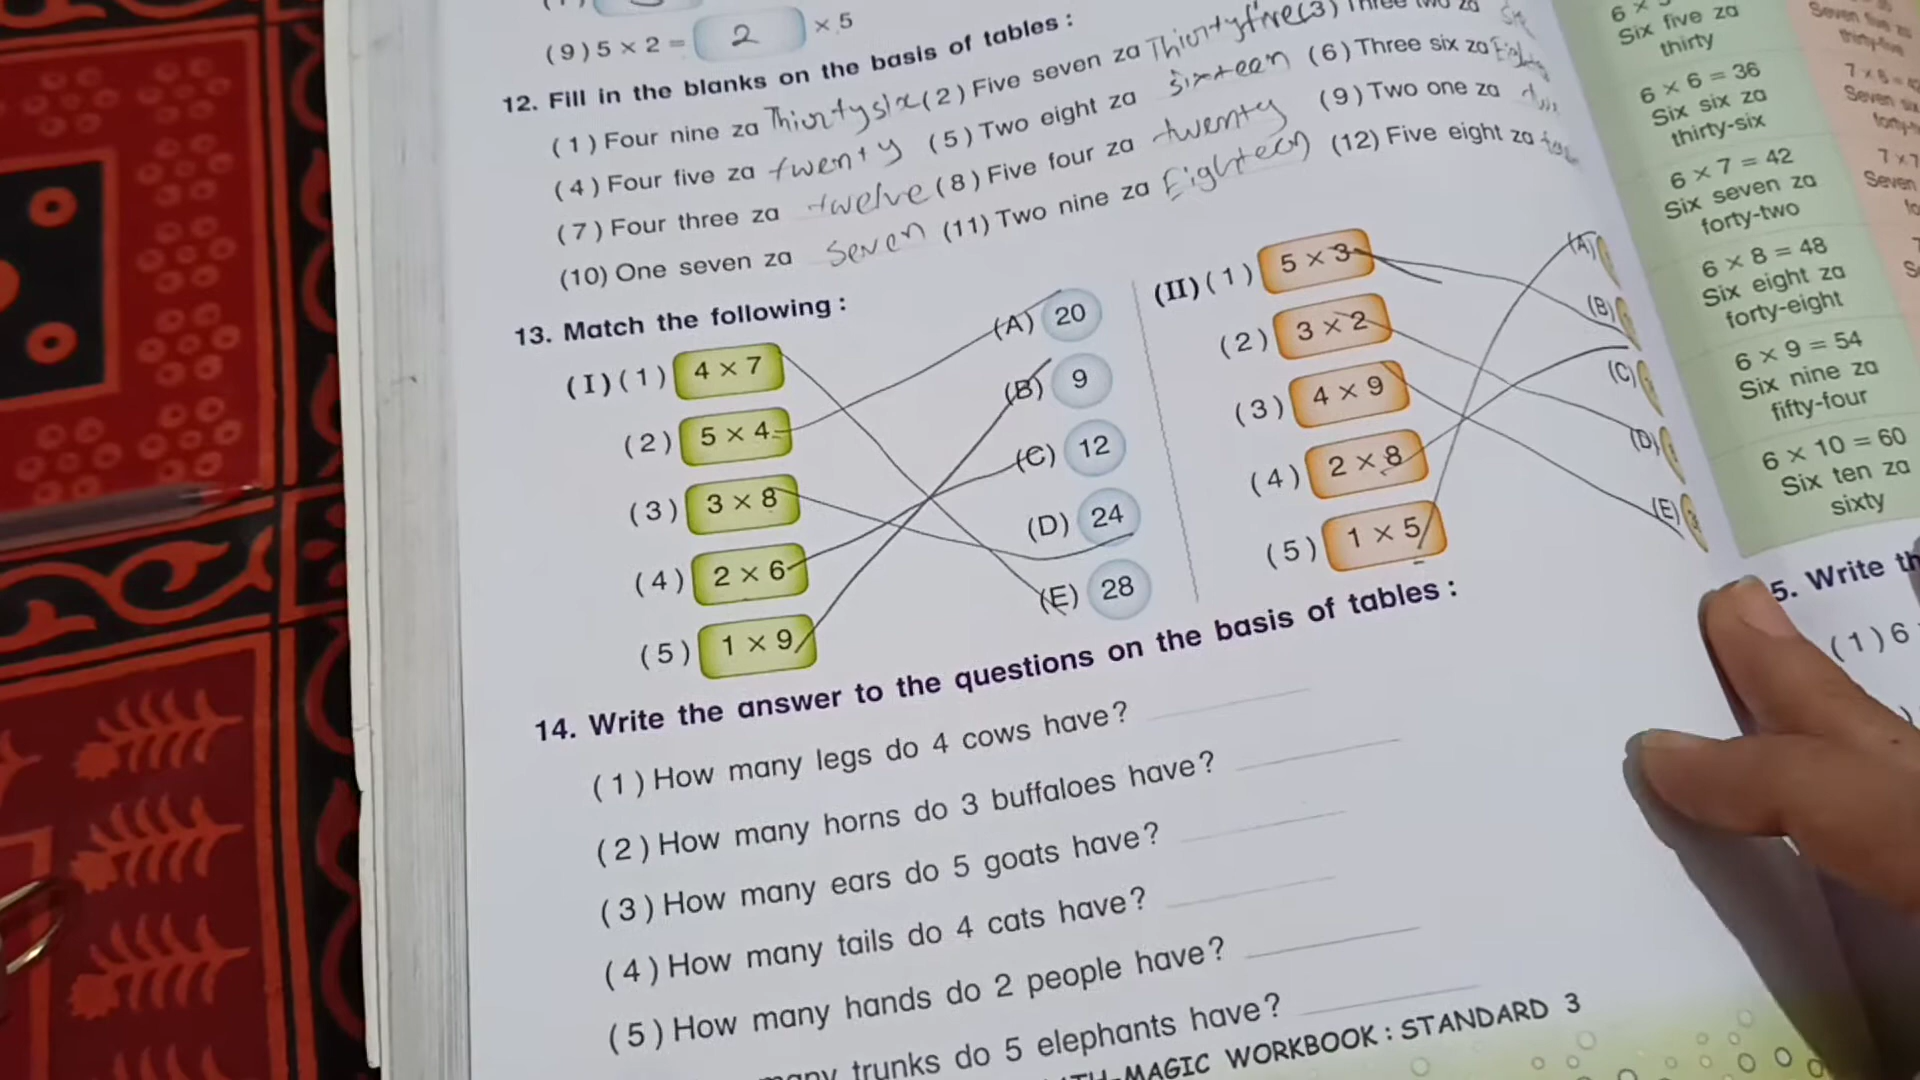 (9) 5 × 2 = 2 × 5
12. Fill in the blanks on the basis of tables :
(1) Four nine za Thiortysix (2) Five seven za Thiortyfive (3) Three two za
(4) Four five za twenty (5) Two eight za sixteen (6) Three six za
(7) Four three za twelve (8) Five four za twenty (9) Two one za
(10) One seven za seven (11) Two nine za Eighteen (12) Five eight za
13. Match the following :
(I) (1) 4 × 7 (A) 20
(2) 5 × 4 (B) 9
(3) 3 × 8 (C) 12
(4) 2 × 6 (D) 24
(5) 1 × 9 (E) 28
(II) (1) 5 × 3 (A)
(2) 3 × 2 (B)
(3) 4 × 9 (C)
(4) 2 × 8 (D)
(5) 1 × 5 (E)
14. Write the answer to the questions on the basis of tables :
(1) How many legs do 4 cows have?
(2) How many horns do 3 buffaloes have?
(3) How many ears do 5 goats have?
(4) How many tails do 4 cats have?
(5) How many hands do 2 people have?
trunks do 5 elephants have?
MAGIC WORKBOOK : STANDARD 3
Six five za
thirty
6 × 6 = 36
Six six za
thirty-six
6 × 7 = 42
Six seven za
forty-two
6 × 8 = 48
Six eight za
forty-eight
6 × 9 = 54
Six nine za
fifty-four
6 × 10 = 60
Six ten za
sixty
Seven
5. Write
(1) 6